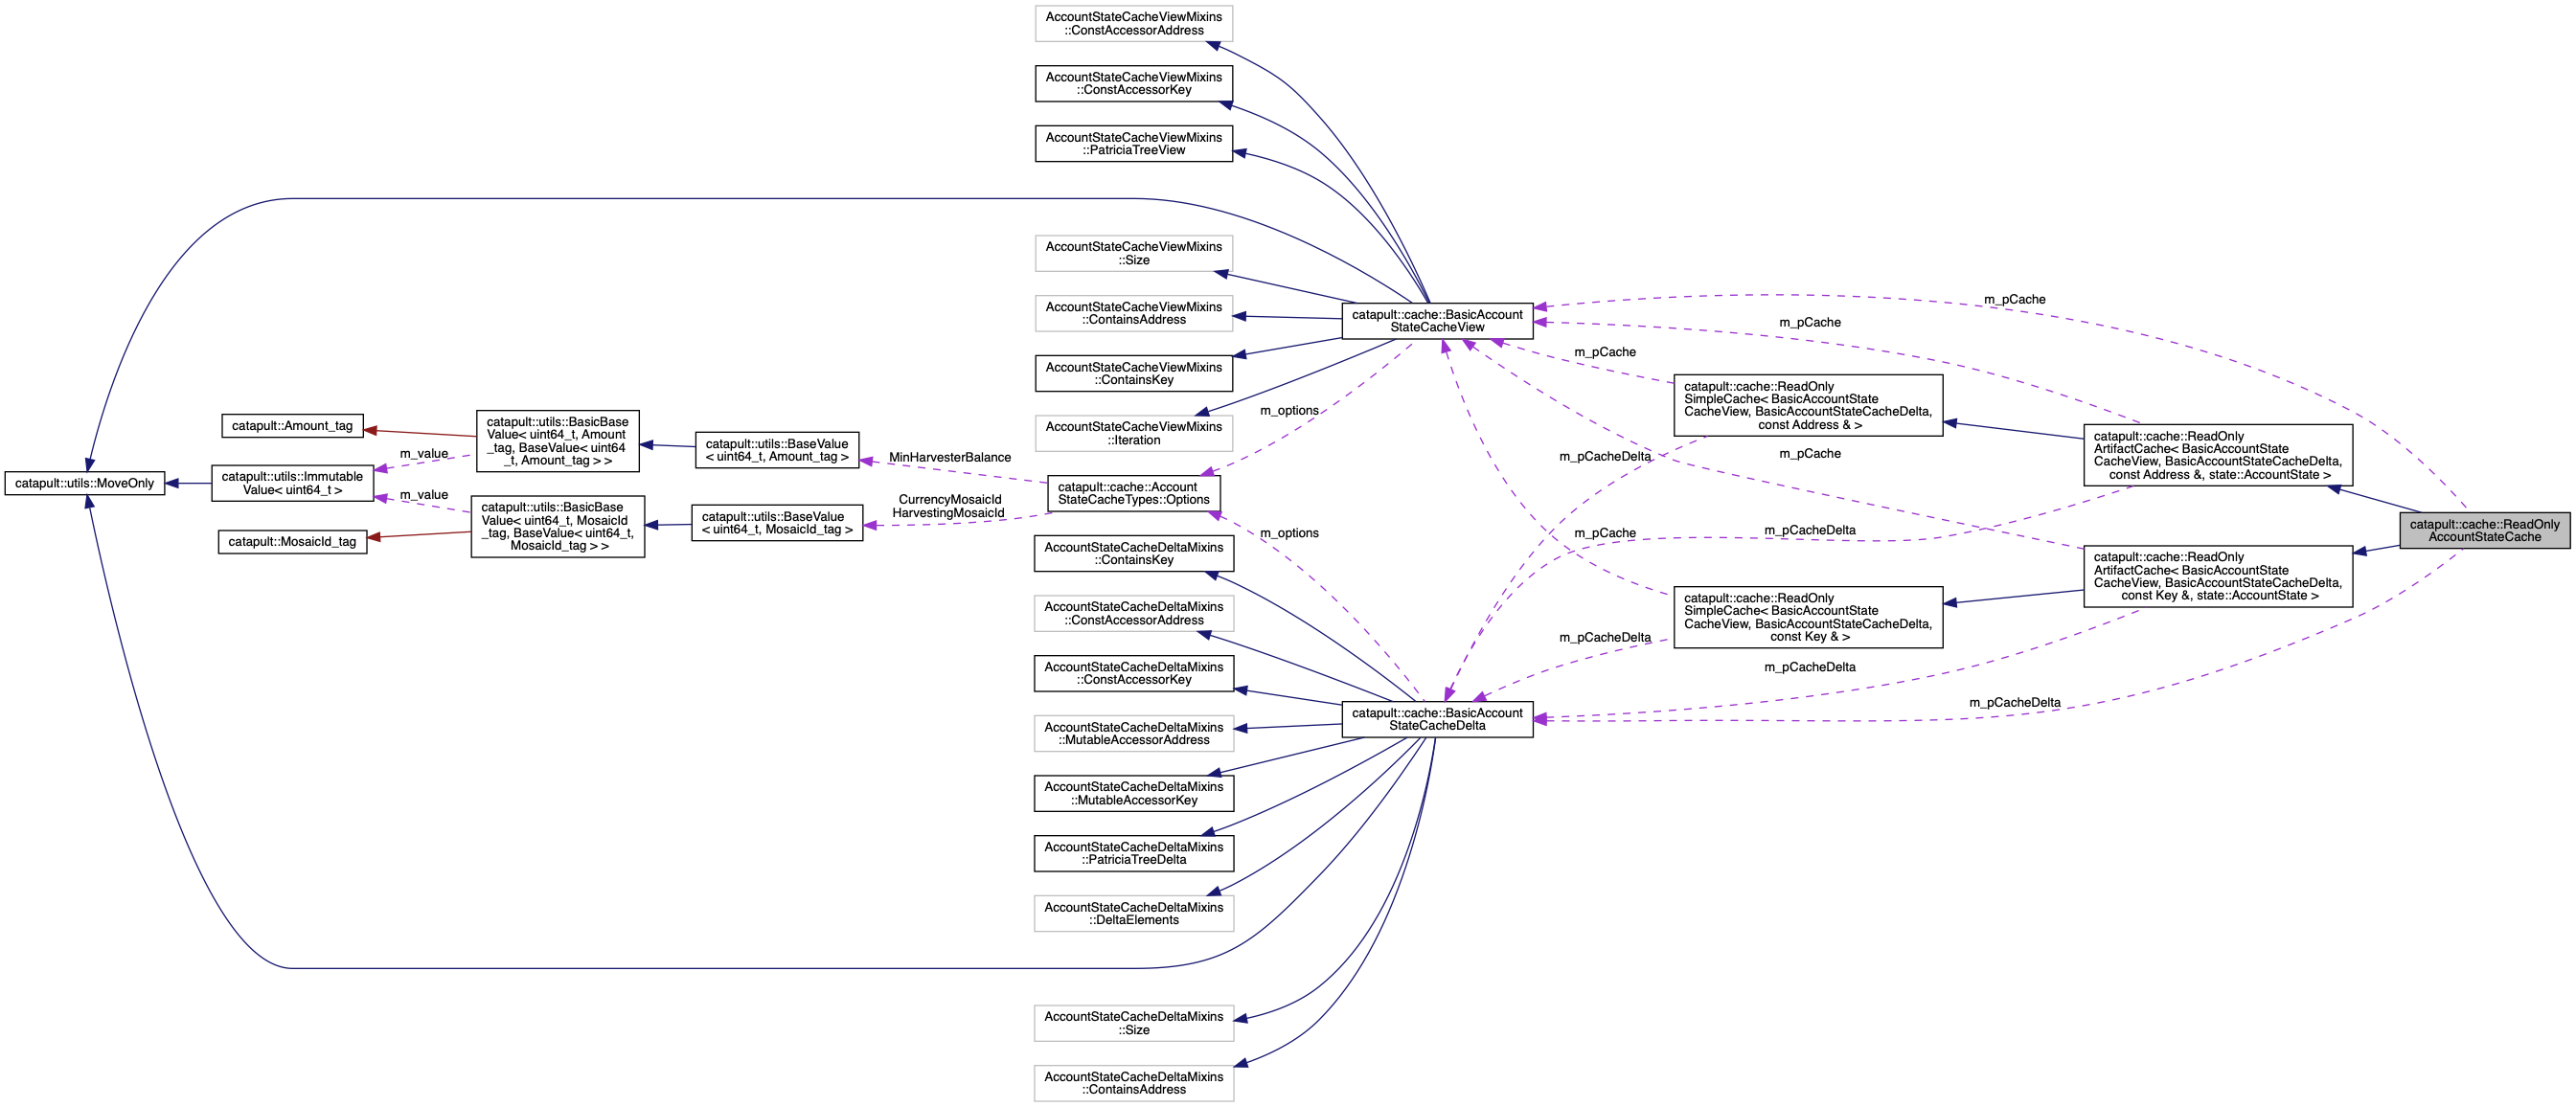 AccountStateCacheViewMixins
::ConstAccessorAddress
AccountStateCacheViewMixins
::ConstAccessorKey
AccountStateCacheViewMixins
::PatriciaTreeView
AccountStateCacheViewMixins
::Size
AccountStateCacheViewMixins
::ContainsAddress
AccountStateCacheViewMixins
::ContainsKey
AccountStateCacheViewMixins
::Iteration
catapult::utils::MoveOnly
catapult::Amount_tag
catapult::utils::Immutable
Value< uint64_t >
catapult::MosaicId_tag
m_value
m_value
catapult::utils::BasicBase
Value< uint64_t, Amount
_tag, BaseValue< uint64
_t, Amount_tag > >
catapult::utils::BasicBase
Value< uint64_t, MosaicId
_tag, BaseValue< uint64_t,
MosaicId_tag > >
catapult::utils::BaseValue
< uint64_t, Amount_tag >
catapult::utils::BaseValue
< uint64_t, MosaicId_tag >
MinHarvesterBalance
CurrencyMosaicId
HarvestingMosaicId
catapult::cache::Account
StateCacheTypes::Options
AccountStateCacheDeltaMixins
::ContainsKey
AccountStateCacheDeltaMixins
::ConstAccessorAddress
AccountStateCacheDeltaMixins
::ConstAccessorKey
AccountStateCacheDeltaMixins
::MutableAccessorAddress
AccountStateCacheDeltaMixins
::MutableAccessorKey
AccountStateCacheDeltaMixins
::PatriciaTreeDelta
AccountStateCacheDeltaMixins
::DeltaElements
AccountStateCacheDeltaMixins
::Size
AccountStateCacheDeltaMixins
::ContainsAddress
m_options
m_options
catapult::cache::BasicAccount
StateCacheView
catapult::cache::BasicAccount
StateCacheDelta
m_pCache
m_pCacheDelta
m_pCache
m_pCacheDelta
catapult::cache::ReadOnly
SimpleCache< BasicAccountState
CacheView, BasicAccountStateCacheDelta,
const Address & >
catapult::cache::ReadOnly
SimpleCache< BasicAccountState
CacheView, BasicAccountStateCacheDelta,
const Key & >
m_pCache
m_pCache
m_pCacheDelta
m_pCacheDelta
m_pCache
m_pCacheDelta
catapult::cache::ReadOnly
ArtifactCache< BasicAccountState
CacheView, BasicAccountStateCacheDelta,
const Address &, state::AccountState >
catapult::cache::ReadOnly
ArtifactCache< BasicAccountState
CacheView, BasicAccountStateCacheDelta,
const Key &, state::AccountState >
catapult::cache::ReadOnly
AccountStateCache